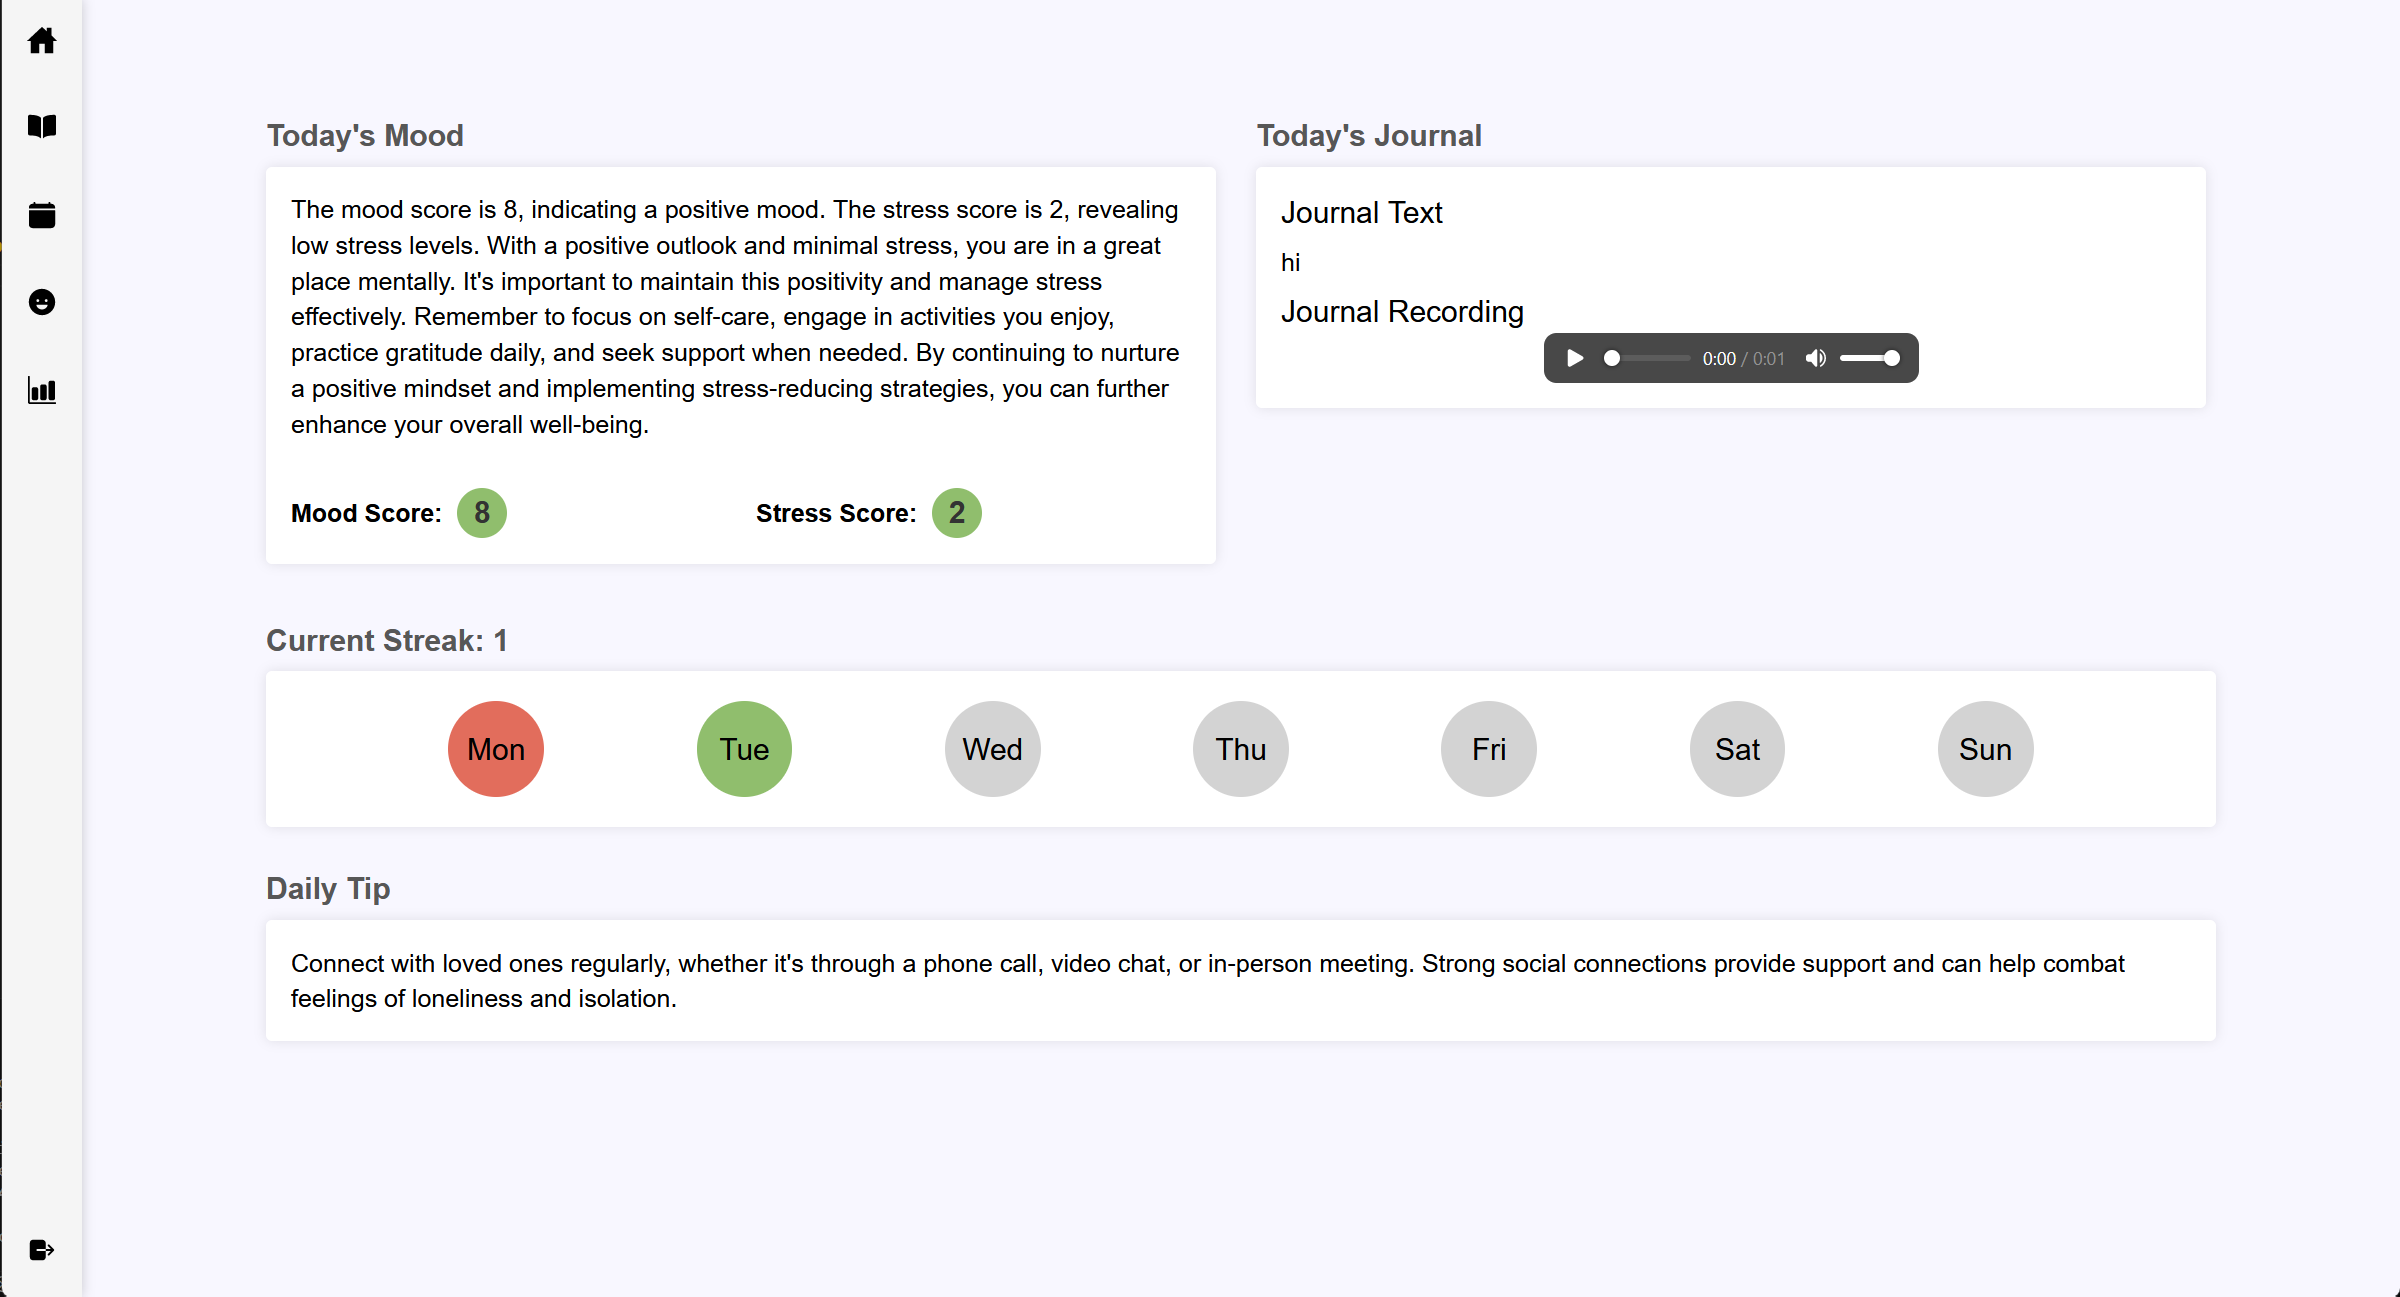 Today's Mood
The mood score is 8, indicating a positive mood. The stress score is 2, revealing
low stress levels. With a positive outlook and minimal stress, you are in a great
place mentally. It's important to maintain this positivity and manage stress
effectively. Remember to focus on self-care, engage in activities you enjoy,
practice gratitude daily, and seek support when needed. By continuing to nurture
a positive mindset and implementing stress-reducing strategies, you can further
enhance your overall well-being.
Mood Score: 8
Stress Score: 2
Today's Journal
Journal Text
hi
Journal Recording
0:00 / 0:01
Current Streak: 1
Mon Tue Wed Thu Fri Sat Sun
Daily Tip
Connect with loved ones regularly, whether it's through a phone call, video chat, or in-person meeting. Strong social connections provide support and can help combat
feelings of loneliness and isolation.